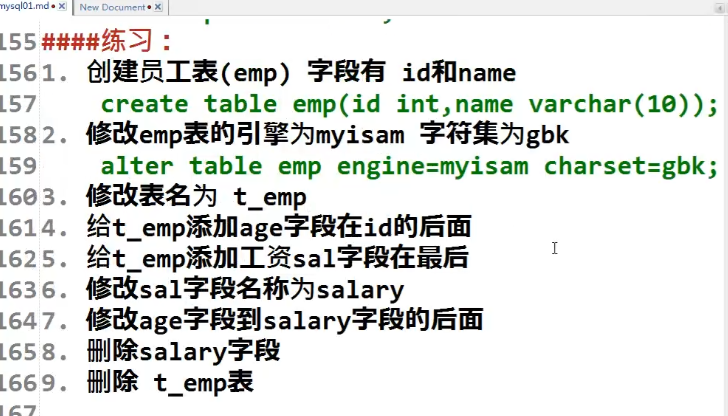 mysql01.md New Document
155 ####练习：
156 1. 创建员工表(emp) 字段有 id和name
157 create table emp(id int,name varchar(10));
158 2. 修改emp表的引擎为myisam 字符集为gbk
159 alter table emp engine=myisam charset=gbk;
160 3. 修改表名为 t_emp
161 4. 给t_emp添加age字段在id的后面
162 5. 给t_emp添加工资sal字段在最后
163 6. 修改sal字段名称为salary
164 7. 修改age字段到salary字段的后面
165 8. 删除salary字段
166 9. 删除 t_emp表
167